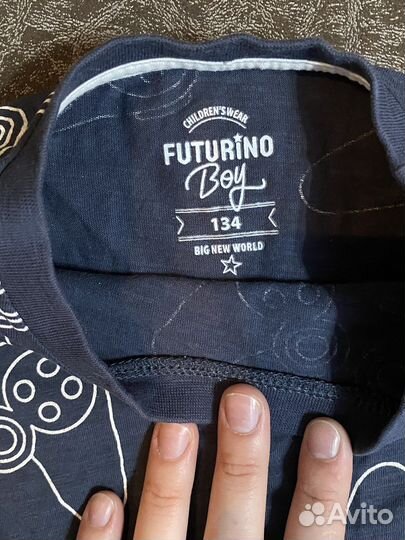 CHILDREN'S WEAR
FUTURINO
Boy
134
BIG NEW WORLD
Avito